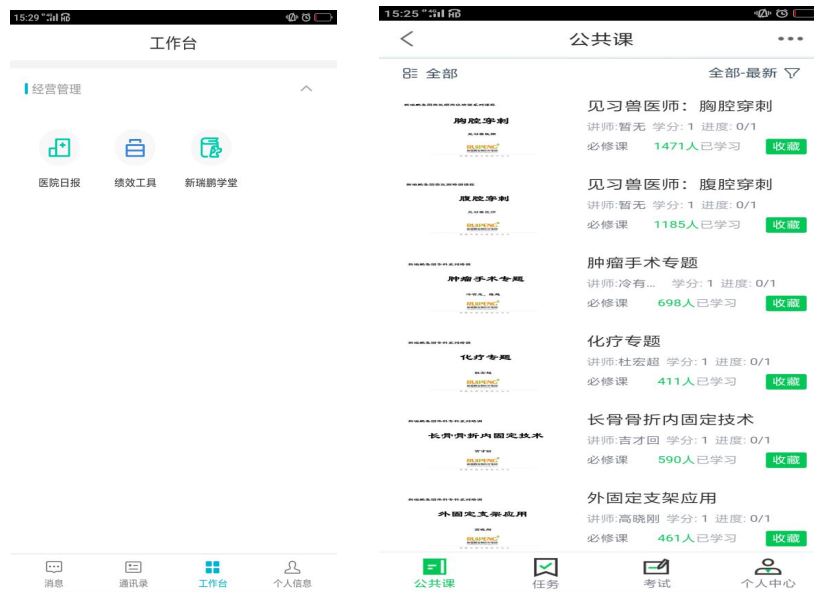 15:29
工作台
经营管理
医院日报 绩效工具 新瑞鹏学堂
消息 通讯录 工作台 个人信息
15:25
公共课
全部 全部-最新
胸腔穿刺
RUIPENG
见习兽医师：胸腔穿刺
讲师:暂无 学分: 1 进度: 0/1
必修课 1471人已学习 收藏
腹腔穿刺
RUIPENG
见习兽医师：腹腔穿刺
讲师:暂无 学分: 1 进度: 0/1
必修课 1185人已学习 收藏
肿瘤手术专题
RUIPENG
肿瘤手术专题
讲师:冷有... 学分: 1 进度: 0/1
必修课 698人已学习 收藏
化疗专题
杜宏超
RUIPENG
化疗专题
讲师:杜宏超 学分: 1 进度: 0/1
必修课 411人已学习 收藏
长骨骨折内固定技术
吉才回
RUIPENG
长骨骨折内固定技术
讲师:吉才回 学分: 1 进度: 0/1
必修课 590人已学习 收藏
外固定支架应用
RUIPENG
外固定支架应用
讲师:高晓刚 学分: 1 进度: 0/1
必修课 461人已学习 收藏
公共课 任务 考试 个人中心